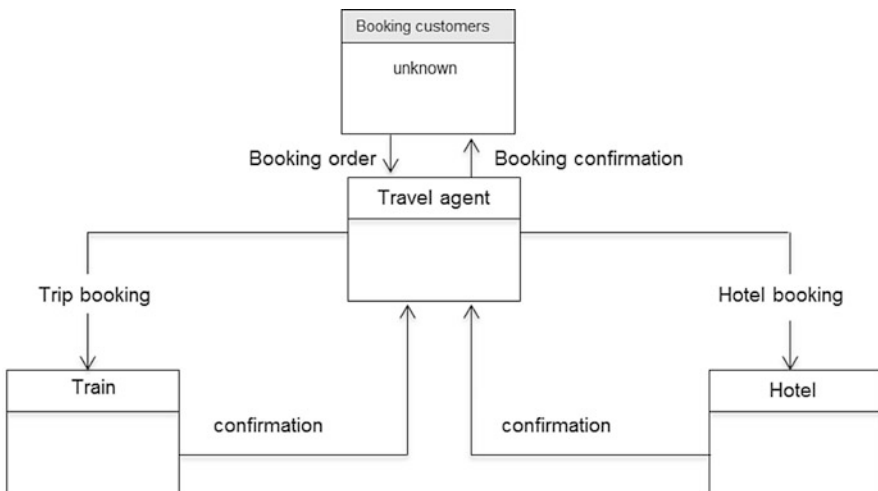 Booking customers
unknown
Booking order
Booking confirmation
Travel agent
Trip booking
Hotel booking
Train
Hotel
confirmation
confirmation